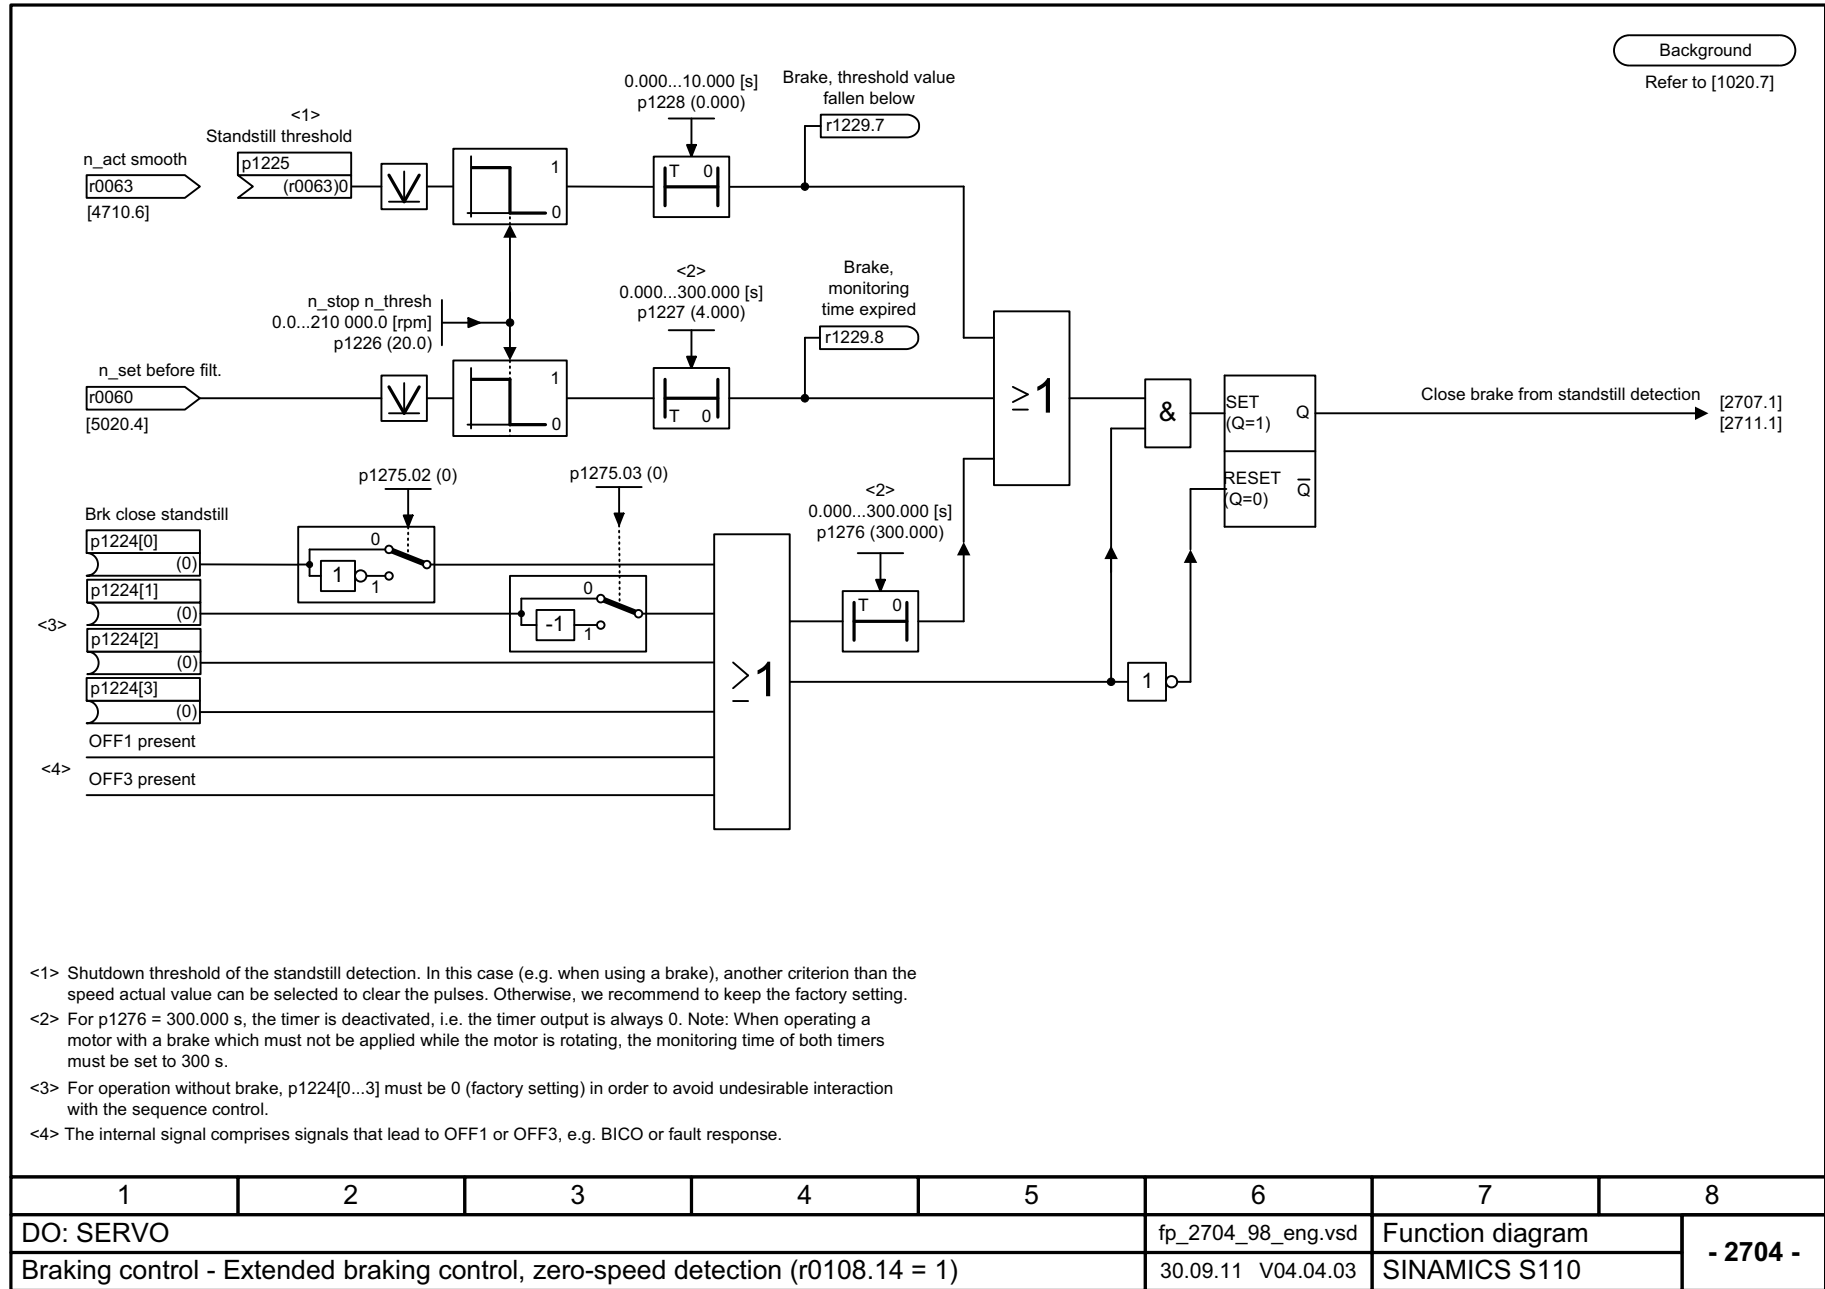 Background
Refer to [1020.7]
0.000...10.000 [s]
p1228 (0.000)
Brake, threshold value
fallen below
r1229.7
<1>
Standstill threshold
n_act smooth
r0063
[4710.6]
p1225
(r0063)0
1
0
T 0
<2>
0.000...300.000 [s]
p1227 (4.000)
Brake,
monitoring
time expired
r1229.8
n_stop n_thresh
0.0...210 000.0 [rpm]
p1226 (20.0)
n_set before filt.
r0060
[5020.4]
1
0
T 0
≥1
&
SET
(Q=1)
Q
RESET
(Q=0)
Q̅
Close brake from standstill detection
[2707.1]
[2711.1]
p1275.02 (0)
p1275.03 (0)
<2>
0.000...300.000 [s]
p1276 (300.000)
T 0
Brk close standstill
p1224[0]
(0)
0
1
1
p1224[1]
(0)
0
-1
1
<3>
p1224[2]
(0)
p1224[3]
(0)
≥1
1
OFF1 present
<4>
OFF3 present
<1> Shutdown threshold of the standstill detection. In this case (e.g. when using a brake), another criterion than the
speed actual value can be selected to clear the pulses. Otherwise, we recommend to keep the factory setting.
<2> For p1276 = 300.000 s, the timer is deactivated, i.e. the timer output is always 0. Note: When operating a
motor with a brake which must not be applied while the motor is rotating, the monitoring time of both timers
must be set to 300 s.
<3> For operation without brake, p1224[0...3] must be 0 (factory setting) in order to avoid undesirable interaction
with the sequence control.
<4> The internal signal comprises signals that lead to OFF1 or OFF3, e.g. BICO or fault response.
1 2 3 4 5 6 7 8
DO: SERVO
fp_2704_98_eng.vsd
Function diagram
- 2704 -
Braking control - Extended braking control, zero-speed detection (r0108.14 = 1)
30.09.11 V04.04.03
SINAMICS S110